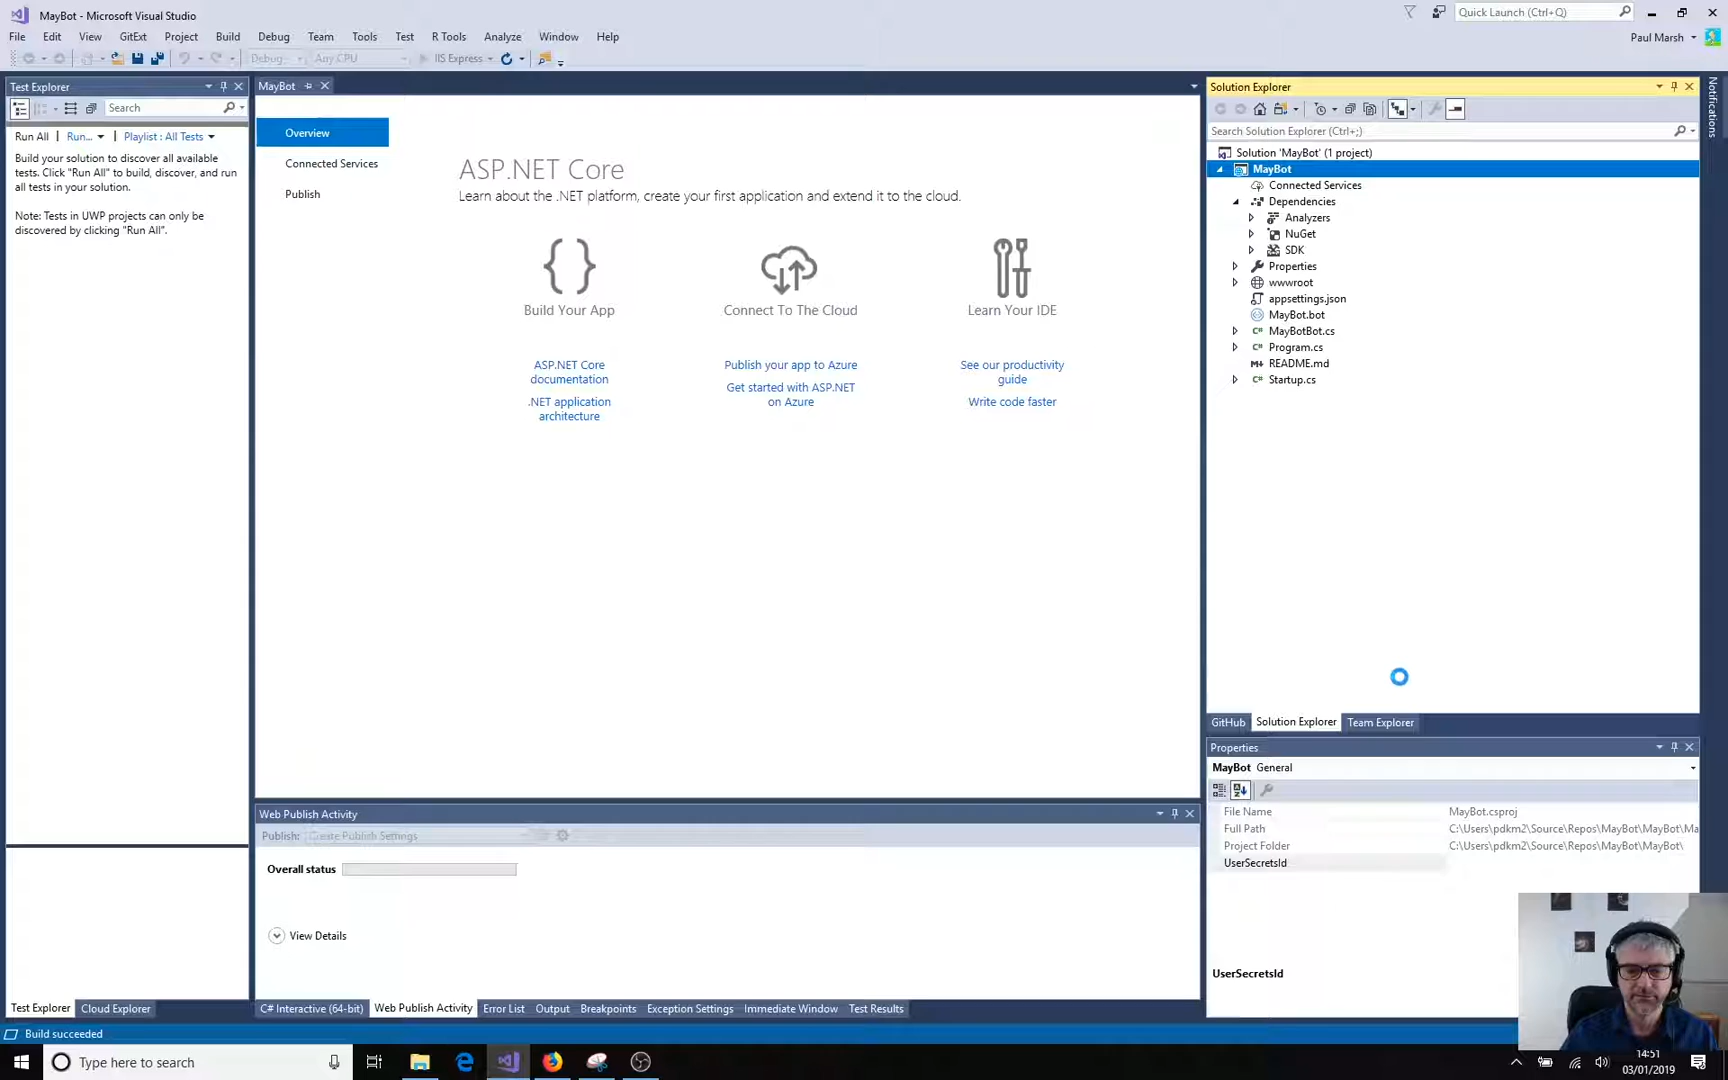 MayBot - Microsoft Visual Studio
Quick Launch (Ctrl+Q)
File Edit View GitExt Project Build Debug Team Tools Test R Tools Analyze Window Help
Paul Marsh
Debug Any CPU IIS Express
Test Explorer
Search
Run All | Run... | Playlist : All Tests
Build your solution to discover all available
tests. Click "Run All" to build, discover, and run
all tests in your solution.
Note: Tests in UWP projects can only be
discovered by clicking "Run All".
MayBot
Overview
Connected Services
Publish
ASP.NET Core
Learn about the .NET platform, create your first application and extend it to the cloud.
Build Your App
Connect To The Cloud
Learn Your IDE
ASP.NET Core
documentation
.NET application
architecture
Publish your app to Azure
Get started with ASP.NET
on Azure
See our productivity
guide
Write code faster
Solution Explorer
Search Solution Explorer (Ctrl+;)
Solution 'MayBot' (1 project)
MayBot
Connected Services
Dependencies
Analyzers
NuGet
SDK
Properties
wwwroot
appsettings.json
MayBot.bot
MayBotBot.cs
Program.cs
README.md
Startup.cs
Notifications
GitHub Solution Explorer Team Explorer
Properties
MayBot General
File Name MayBot.csproj
Full Path C:\Users\pdkm2\Source\Repos\MayBot\MayBot\Ma
Project Folder C:\Users\pdkm2\Source\Repos\MayBot\MayBot\
UserSecretsId
UserSecretsId
Web Publish Activity
Publish: Create Publish Settings
Overall status
View Details
Test Explorer Cloud Explorer
C# Interactive (64-bit) Web Publish Activity Error List Output Breakpoints Exception Settings Immediate Window Test Results
Build succeeded
Type here to search
14:51
03/01/2019